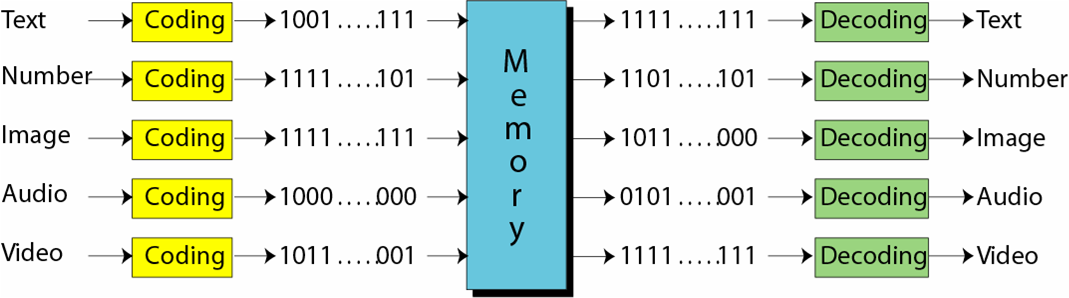 Text Coding 1001.....111 1111.....111 Decoding Text
Number Coding 1111.....101 1101.....101 Decoding Number
Image Coding 1111.....111 1011.....000 Decoding Image
Audio Coding 1000.....000 0101.....001 Decoding Audio
Video Coding 1011.....001 1111.....111 Decoding Video
Memory